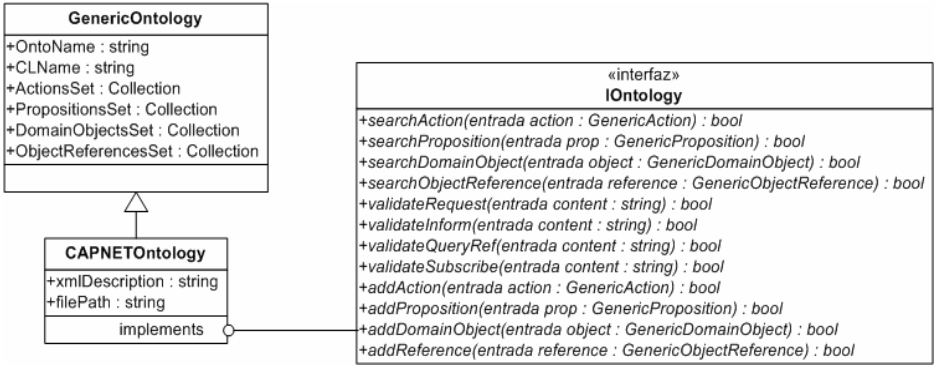 GenericOntology
+OntoName : string
+CLName : string
+ActionsSet : Collection
+PropositionsSet : Collection
+DomainObjectsSet : Collection
+ObjectReferencesSet : Collection
CAPNETOntology
+xmlDescription : string
+filePath : string
implements
«interfaz»
IOntology
+searchAction(entrada action : GenericAction) : bool
+searchProposition(entrada prop : GenericProposition) : bool
+searchDomainObject(entrada object : GenericDomainObject) : bool
+searchObjectReference(entrada reference : GenericObjectReference) : bool
+validateRequest(entrada content : string) : bool
+validateInform(entrada content : string) : bool
+validateQueryRef(entrada content : string) : bool
+validateSubscribe(entrada content : string) : bool
+addAction(entrada action : GenericAction) : bool
+addProposition(entrada prop : GenericProposition) : bool
+addDomainObject(entrada object : GenericDomainObject) : bool
+addReference(entrada reference : GenericObjectReference) : bool